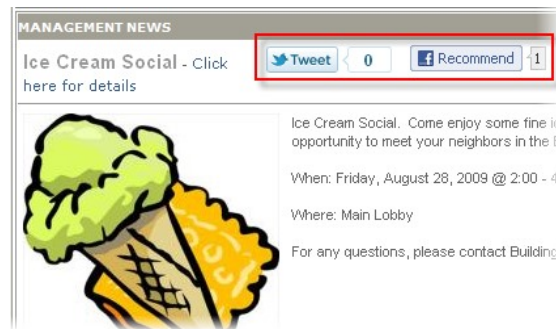 MANAGEMENT NEWS
Ice Cream Social - Click
here for details
Tweet 0 Recommend 1
Ice Cream Social. Come enjoy some fine
opportunity to meet your neighbors in the
When: Friday, August 28, 2009 @ 2:00 - 4
Where: Main Lobby
For any questions, please contact Building